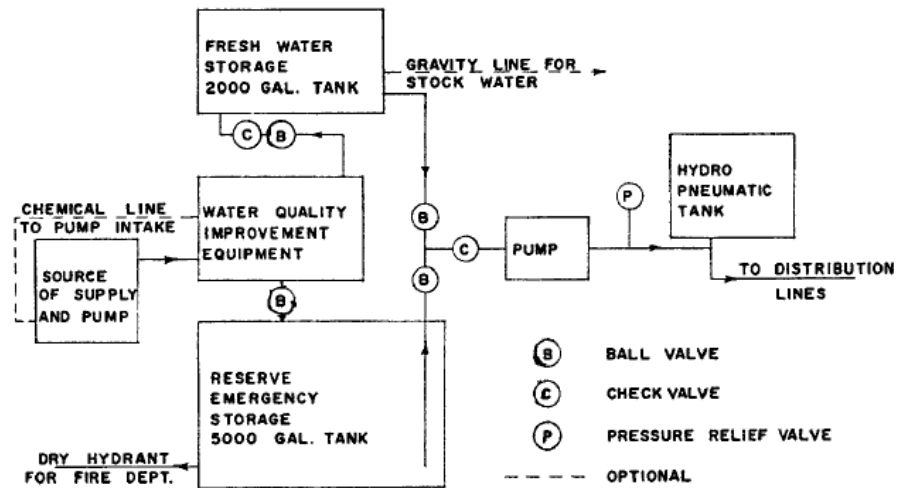 FRESH WATER
STORAGE
2000 GAL. TANK
GRAVITY LINE FOR
STOCK WATER
C
B
CHEMICAL LINE
TO PUMP INTAKE
WATER QUALITY
IMPROVEMENT
EQUIPMENT
SOURCE
OF SUPPLY
AND PUMP
B
B
C
B
PUMP
P
HYDRO
PNEUMATIC
TANK
TO DISTRIBUTION
LINES
RESERVE
EMERGENCY
STORAGE
5000 GAL. TANK
DRY HYDRANT
FOR FIRE DEPT.
B BALL VALVE
C CHECK VALVE
P PRESSURE RELIEF VALVE
OPTIONAL